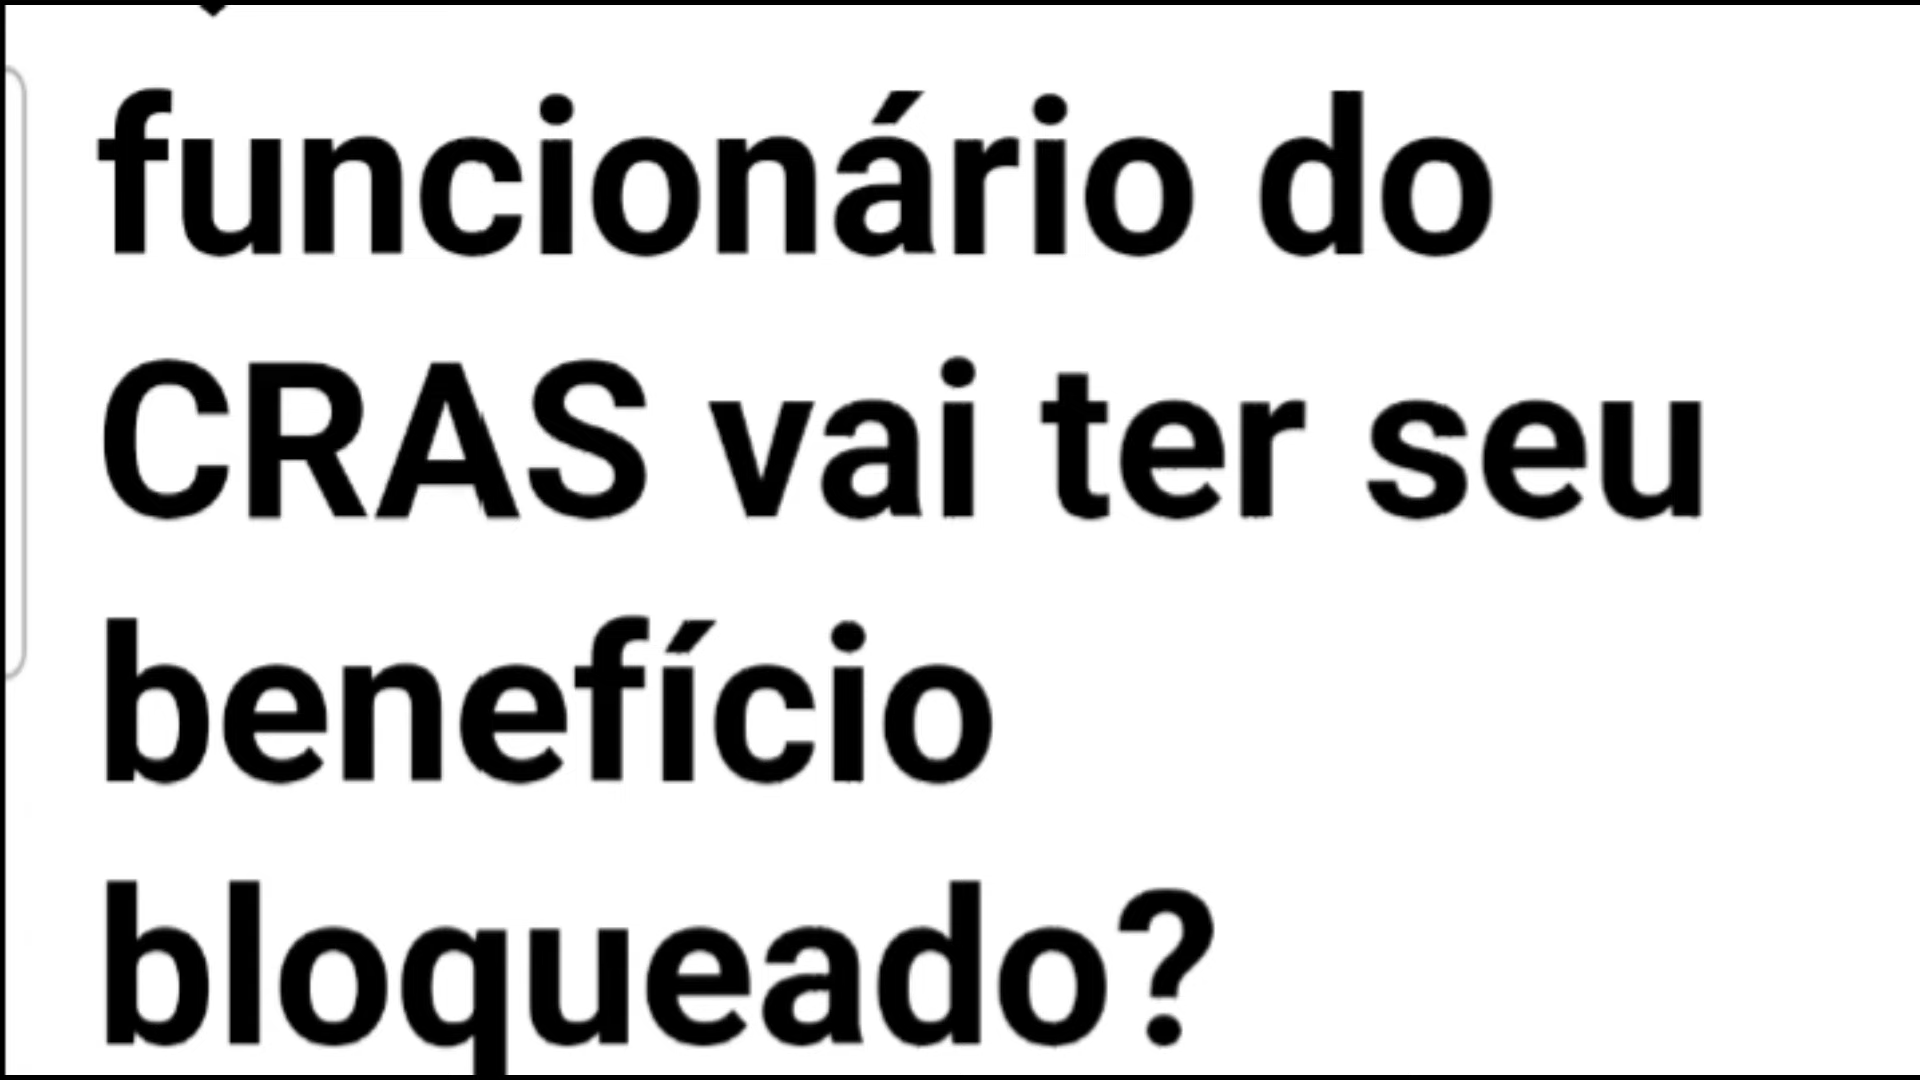 funcionário do
CRAS vai ter seu
benefício
bloqueado?